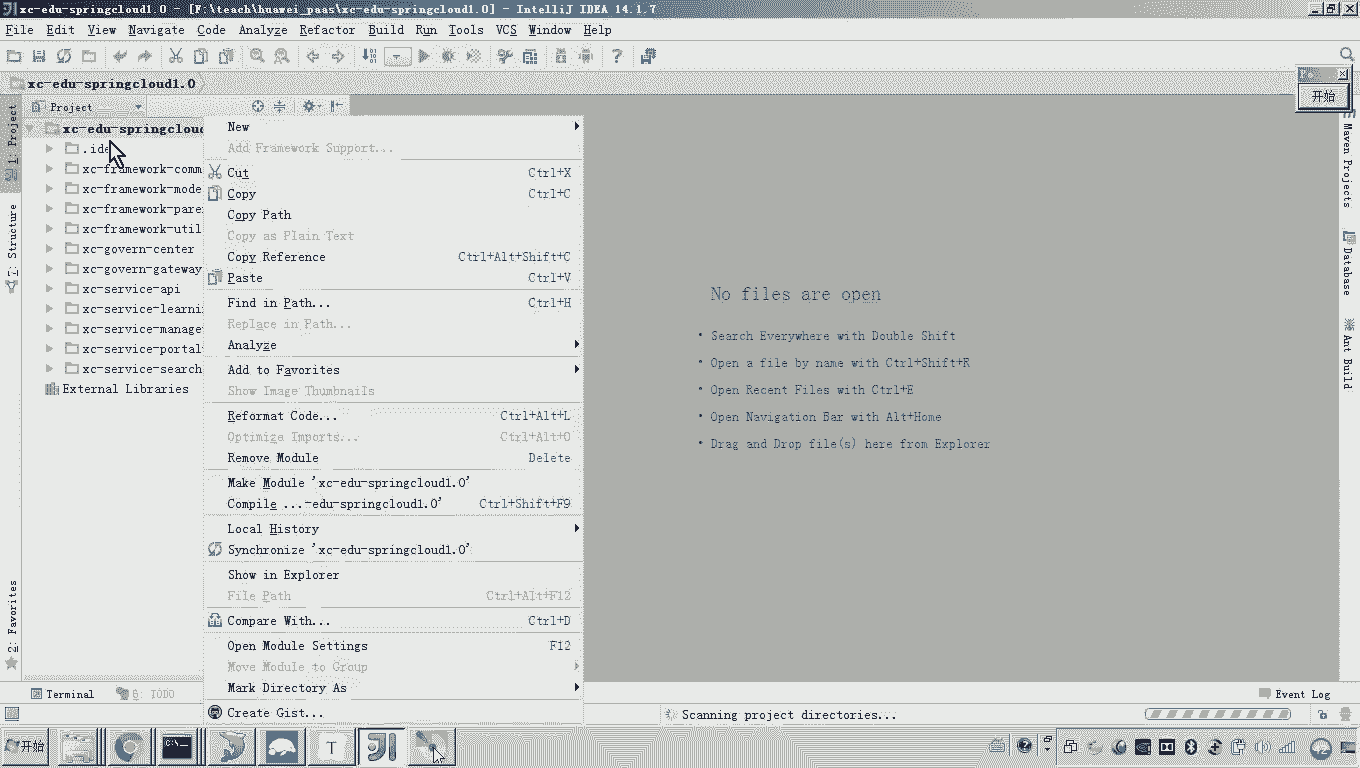 xc-edu-springcloud1.0 - [F:\teach\huawei_paas\xc-edu-springcloud1.0] - IntelliJ IDEA 14.1.7
File Edit View Navigate Code Analyze Refactor Build Run Tools VCS Window Help
xc-edu-springcloud1.0
开始
Project
1: Project
7: Structure
2: Favorites
xc-edu-springcloud
.ide
xc-framework-comm
xc-framework-mode
xc-framework-pare
xc-framework-util
xc-govern-center
xc-govern-gateway
xc-service-api
xc-service-learni
xc-service-manage
xc-service-portal
xc-service-search
External Libraries
New
Add Framework Support...
Cut Ctrl+X
Copy Ctrl+C
Copy Path
Copy as Plain Text
Copy Reference Ctrl+Alt+Shift+C
Paste Ctrl+V
Find in Path... Ctrl+H
Replace in Path...
Analyze
Add to Favorites
Show Image Thumbnails
Reformat Code... Ctrl+Alt+L
Optimize Imports... Ctrl+Alt+O
Remove Module Delete
Make Module 'xc-edu-springcloud1.0'
Compile ...-edu-springcloud1.0' Ctrl+Shift+F9
Local History
Synchronize 'xc-edu-springcloud1.0'
Show in Explorer
File Path Ctrl+Alt+F12
Compare With... Ctrl+D
Open Module Settings F12
Move Module to Group
Mark Directory As
Create Gist...
No files are open
• Search Everywhere with Double Shift
• Open a file by name with Ctrl+Shift+R
• Open Recent Files with Ctrl+E
• Open Navigation Bar with Alt+Home
• Drag and Drop file(s) here from Explorer
Maven Projects
Database
Ant Build
Terminal
6: TODO
Event Log
Scanning project directories...
开始